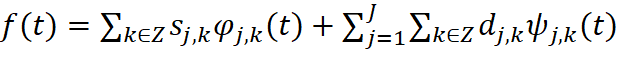 f(t) = ∑_{k∈Z} s_{j,k} φ_{j,k}(t) + ∑_{j=1}^{J} ∑_{k∈Z} d_{j,k} ψ_{j,k}(t)